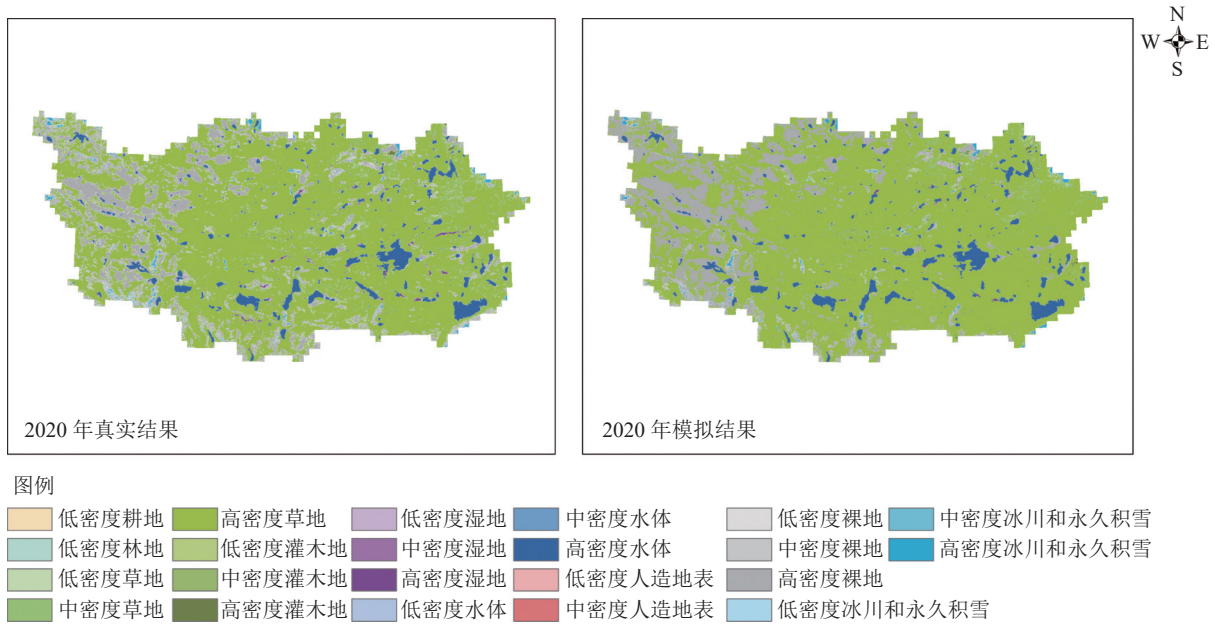 N
W E
S
2020 年真实结果
2020 年模拟结果
图例
低密度耕地 高密度草地 低密度湿地 中密度水体 低密度裸地 中密度冰川和永久积雪
低密度林地 低密度灌木地 中密度湿地 高密度水体 中密度裸地 高密度冰川和永久积雪
低密度草地 中密度灌木地 高密度湿地 低密度人造地表 高密度裸地
中密度草地 高密度灌木地 低密度水体 中密度人造地表 低密度冰川和永久积雪